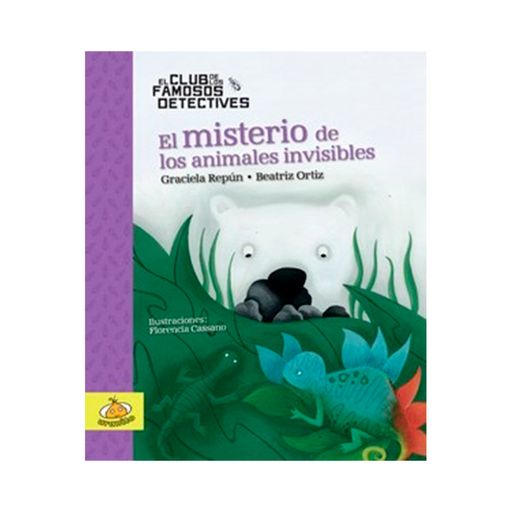 EL CLUB DE LOS
FAMOSOS
DETECTIVES
El misterio de
los animales invisibles
Graciela Repún • Beatriz Ortiz
Ilustraciones:
Florencia Cassano
uranito